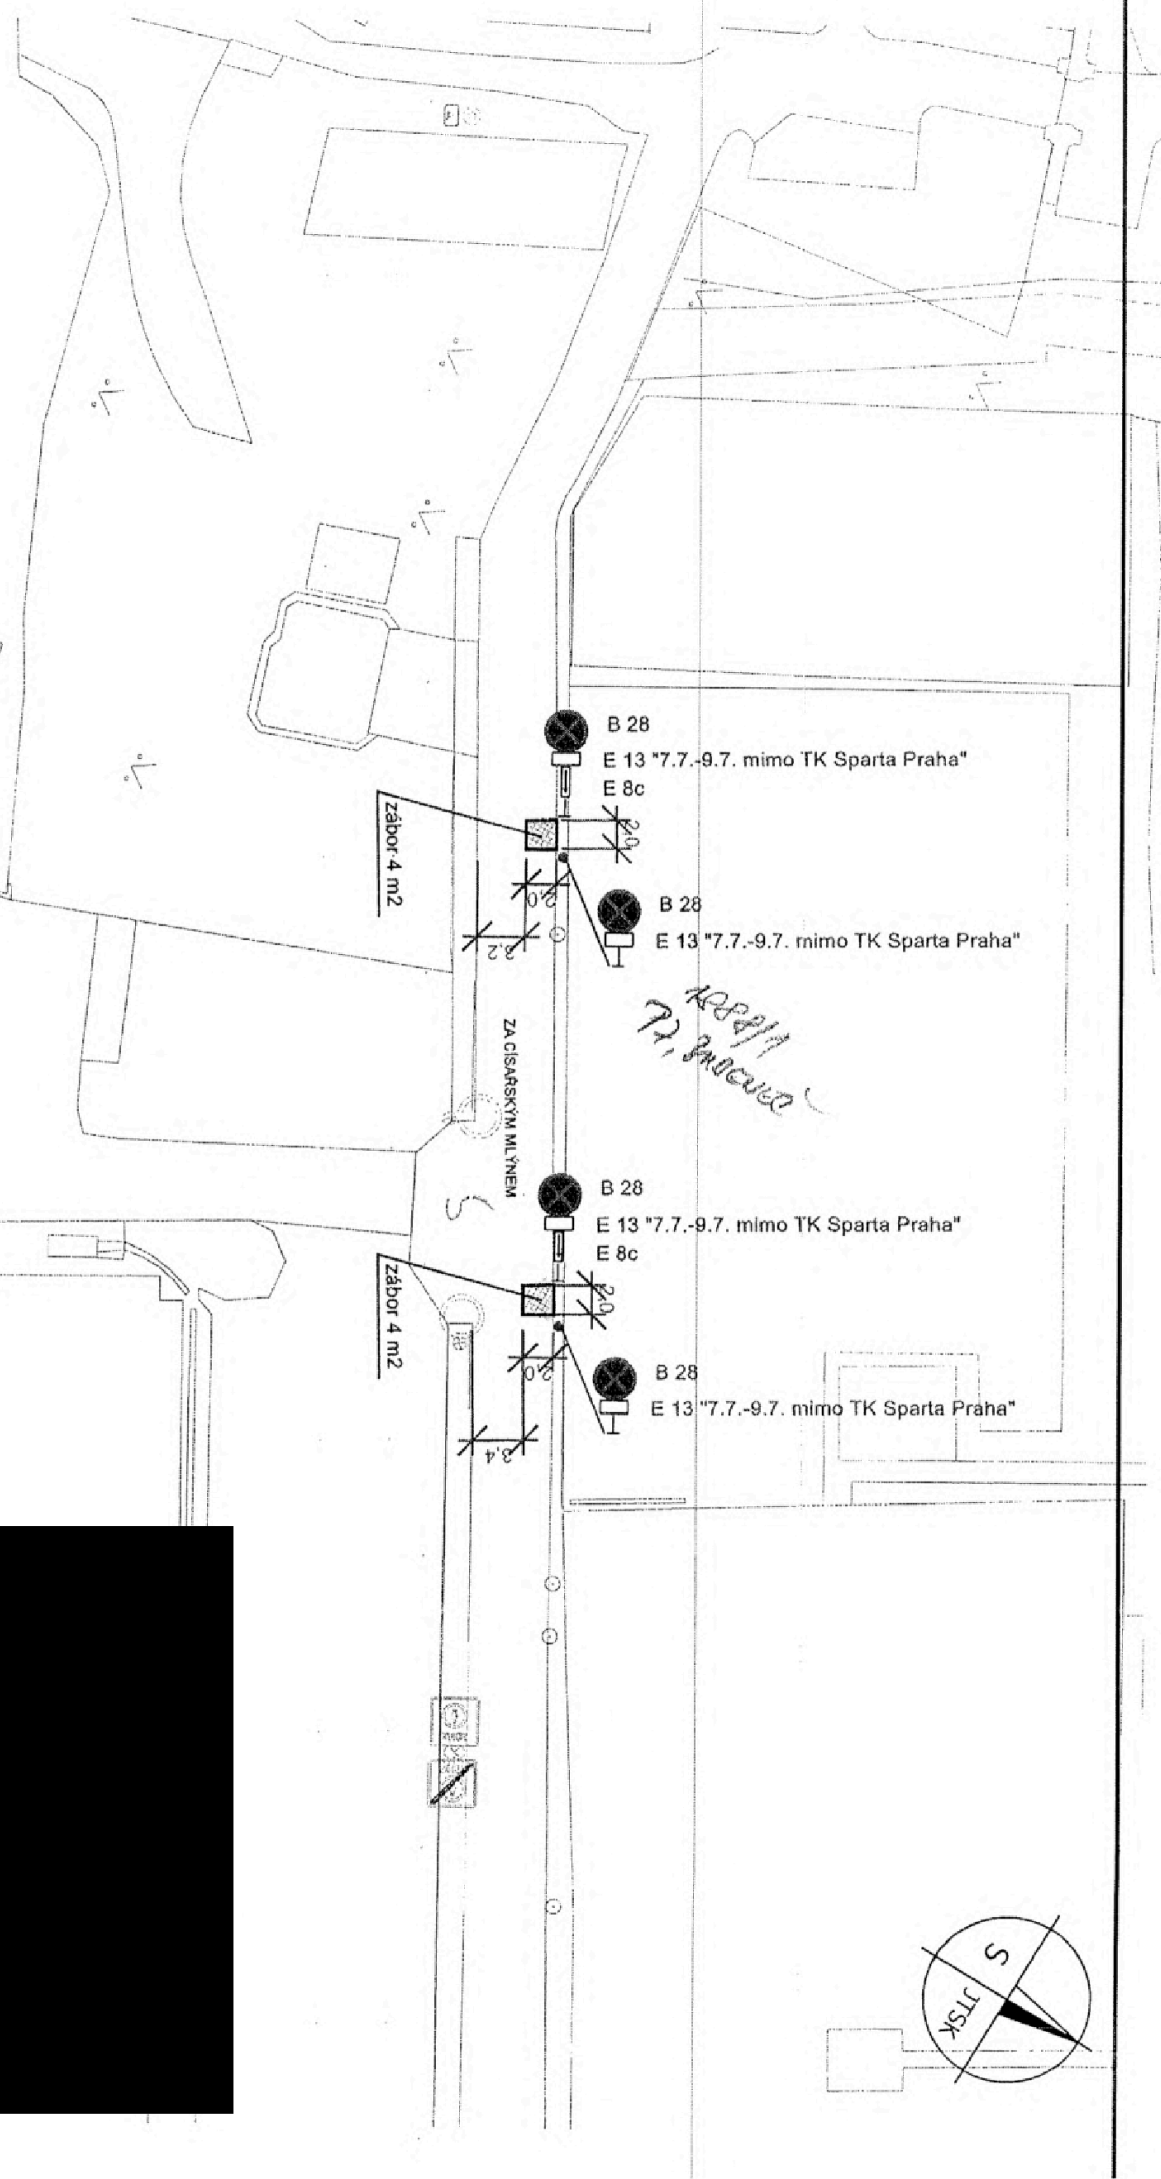 B 28
E 13 "7.7.-9.7. mimo TK Sparta Praha"
E 8c
2,0
zábor 4 m2
2,0
B 28
E 13 "7.7.-9.7. mimo TK Sparta Praha"
3,2
1088/1
ZA CÍSAŘSKÝM MLÝNEM
B 28
E 13 "7.7.-9.7. mimo TK Sparta Praha"
E 8c
zábor 4 m2
2,0
2,0
B 28
E 13 "7.7.-9.7. mimo TK Sparta Praha"
3,4
S
JTSK